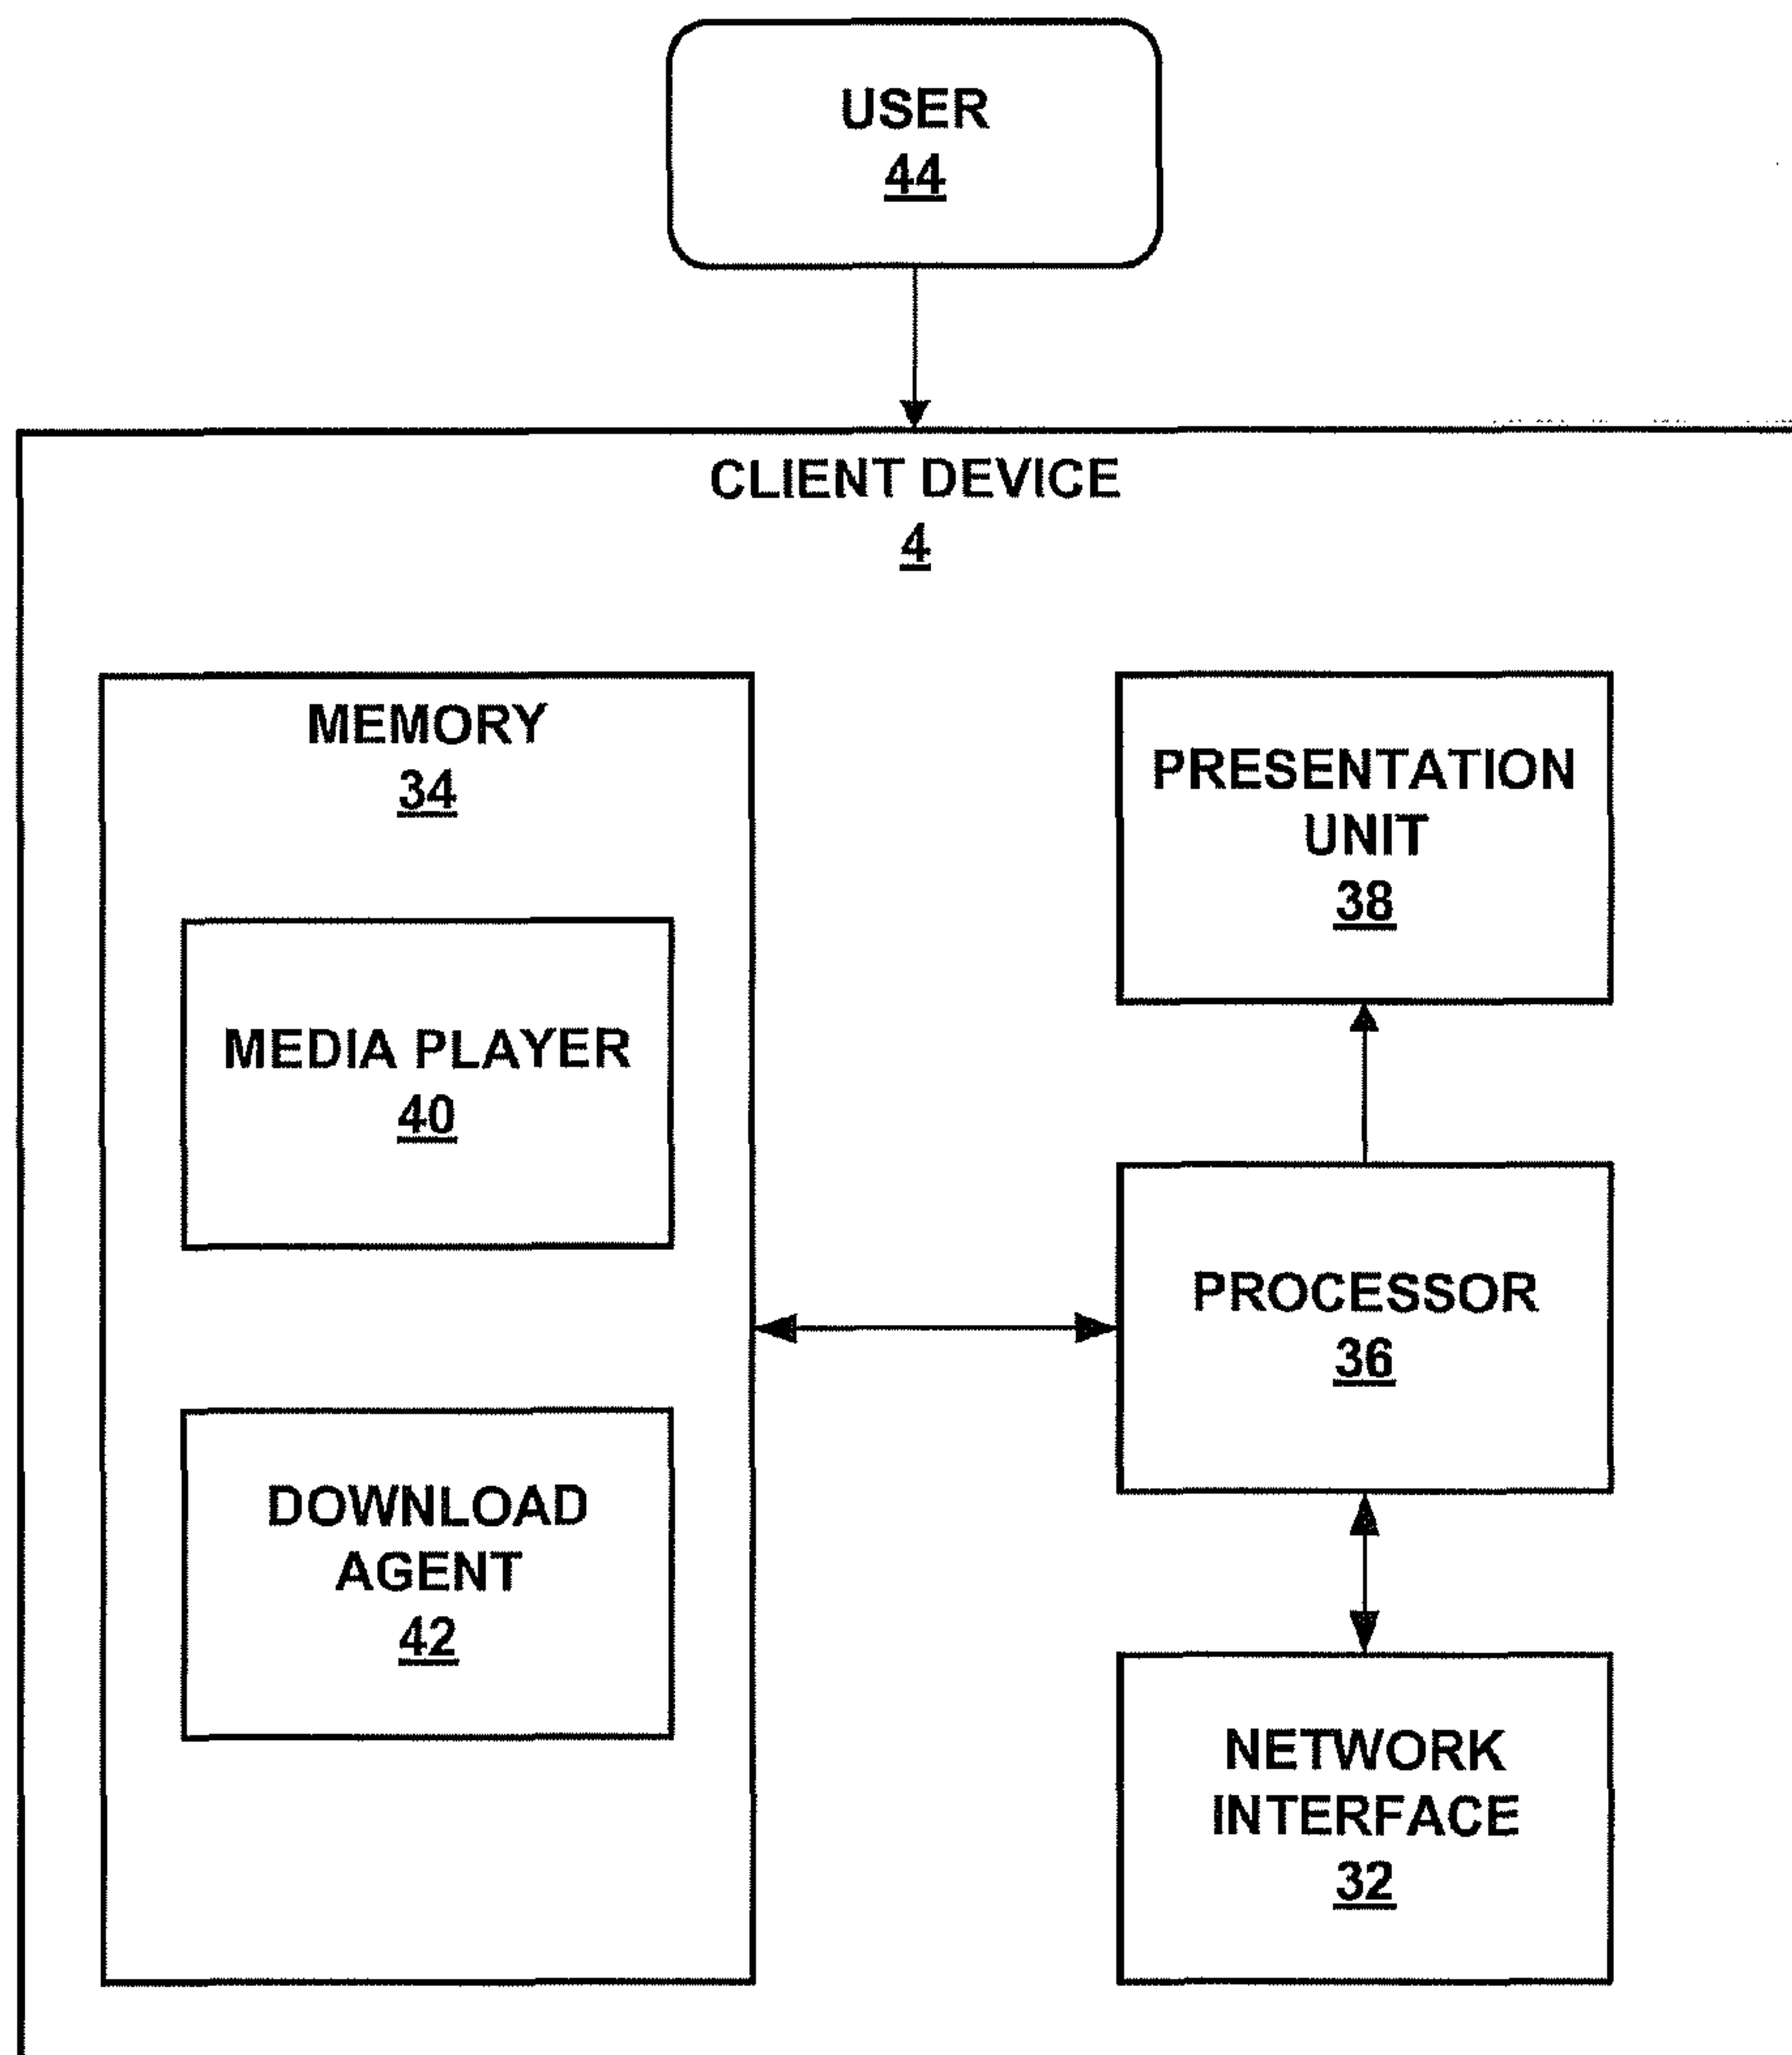 USER
44
CLIENT DEVICE
4
MEMORY
34
MEDIA PLAYER
40
DOWNLOAD
AGENT
42
PRESENTATION
UNIT
38
PROCESSOR
36
NETWORK
INTERFACE
32